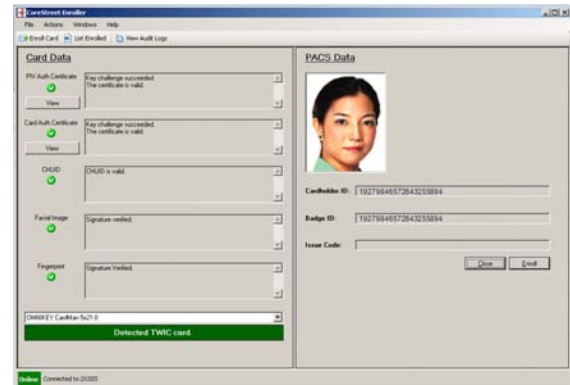 CoreStreet Enroller
File Actions Windows Help
Enroll Card List Enrolled View Audit Logs
Card Data
PIV Auth Certificate
Key challenge succeeded.
The certificate is valid.
View
Card Auth Certificate
Key challenge succeeded.
The certificate is valid.
View
CHUID
CHUID is valid.
Facial Image
Signature verified.
Fingerprint
Signature Verified.
OMNIKEY CardMan 5x21 0
Detected TWIC card.
PACS Data
Cardholder ID:
Badge ID:
Issue Code:
Close Enroll
Online Connected to